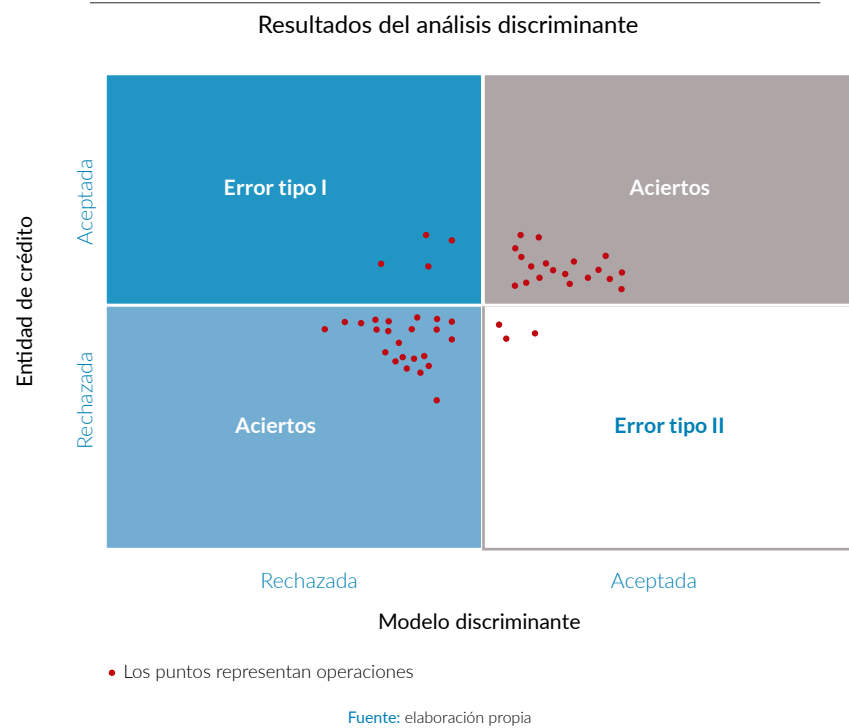 Resultados del análisis discriminante
Entidad de crédito
Aceptada
Rechazada
Error tipo I
Aciertos
Aciertos
Error tipo II
Rechazada
Aceptada
Modelo discriminante
Los puntos representan operaciones
Fuente: elaboración propia